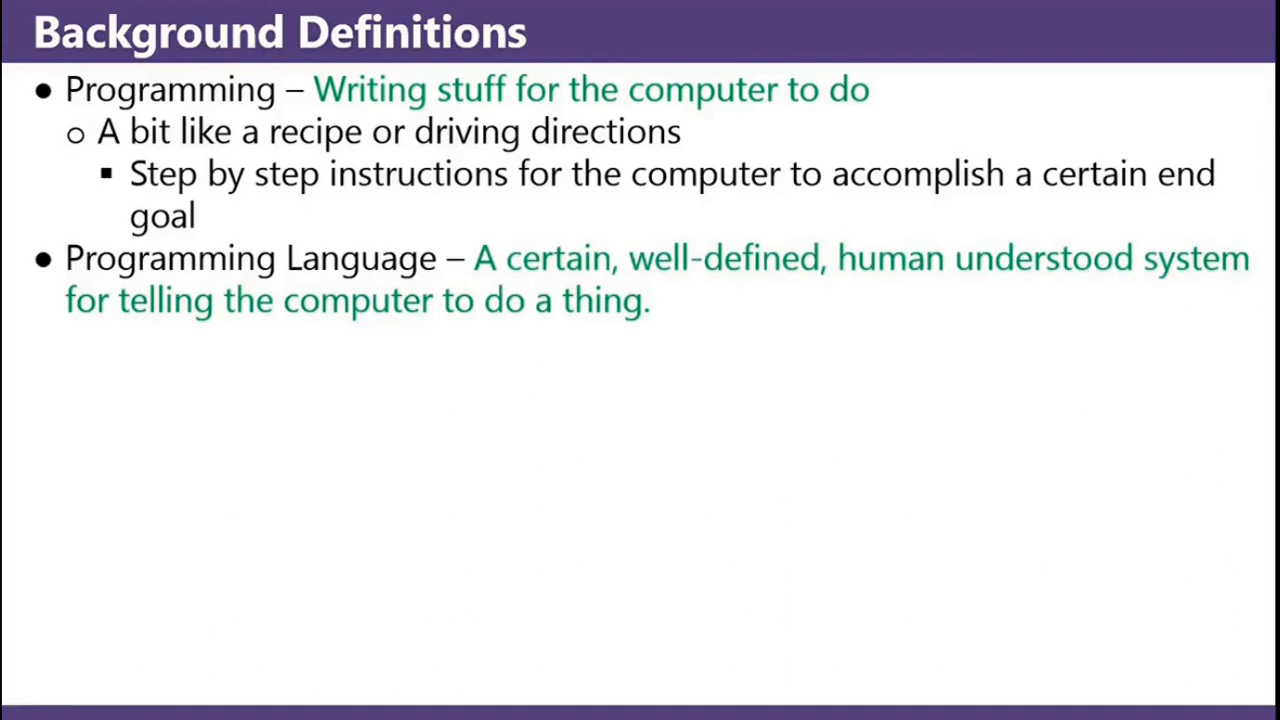 Background Definitions
● Programming – Writing stuff for the computer to do
○ A bit like a recipe or driving directions
▪ Step by step instructions for the computer to accomplish a certain end
goal
● Programming Language – A certain, well-defined, human understood system
for telling the computer to do a thing.